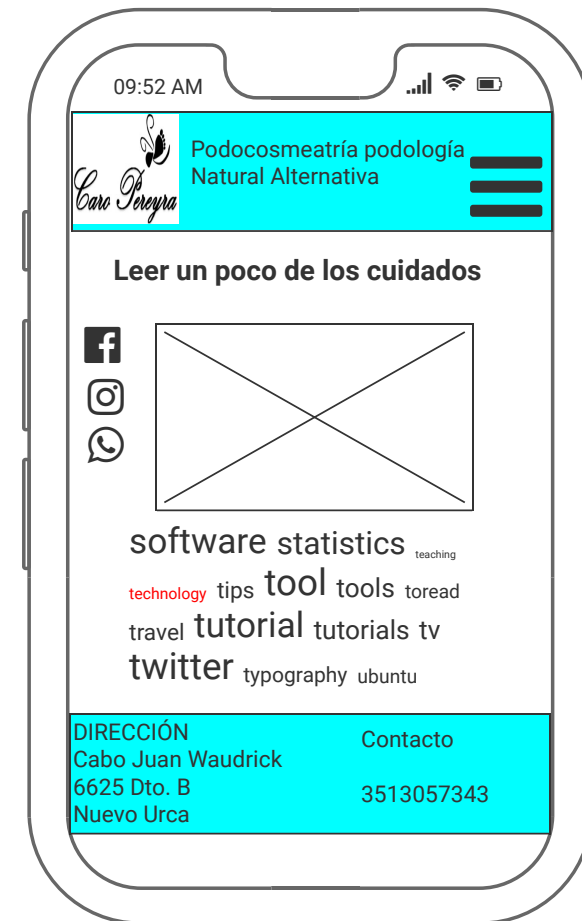 09:52 AM
Caro Pereyra
Podocosmeatría podología
Natural Alternativa
Leer un poco de los cuidados
software statistics teaching
technology tips tool tools toread
travel tutorial tutorials tv
twitter typography ubuntu
DIRECCIÓN
Cabo Juan Waudrick
6625 Dto. B
Nuevo Urca
Contacto
3513057343